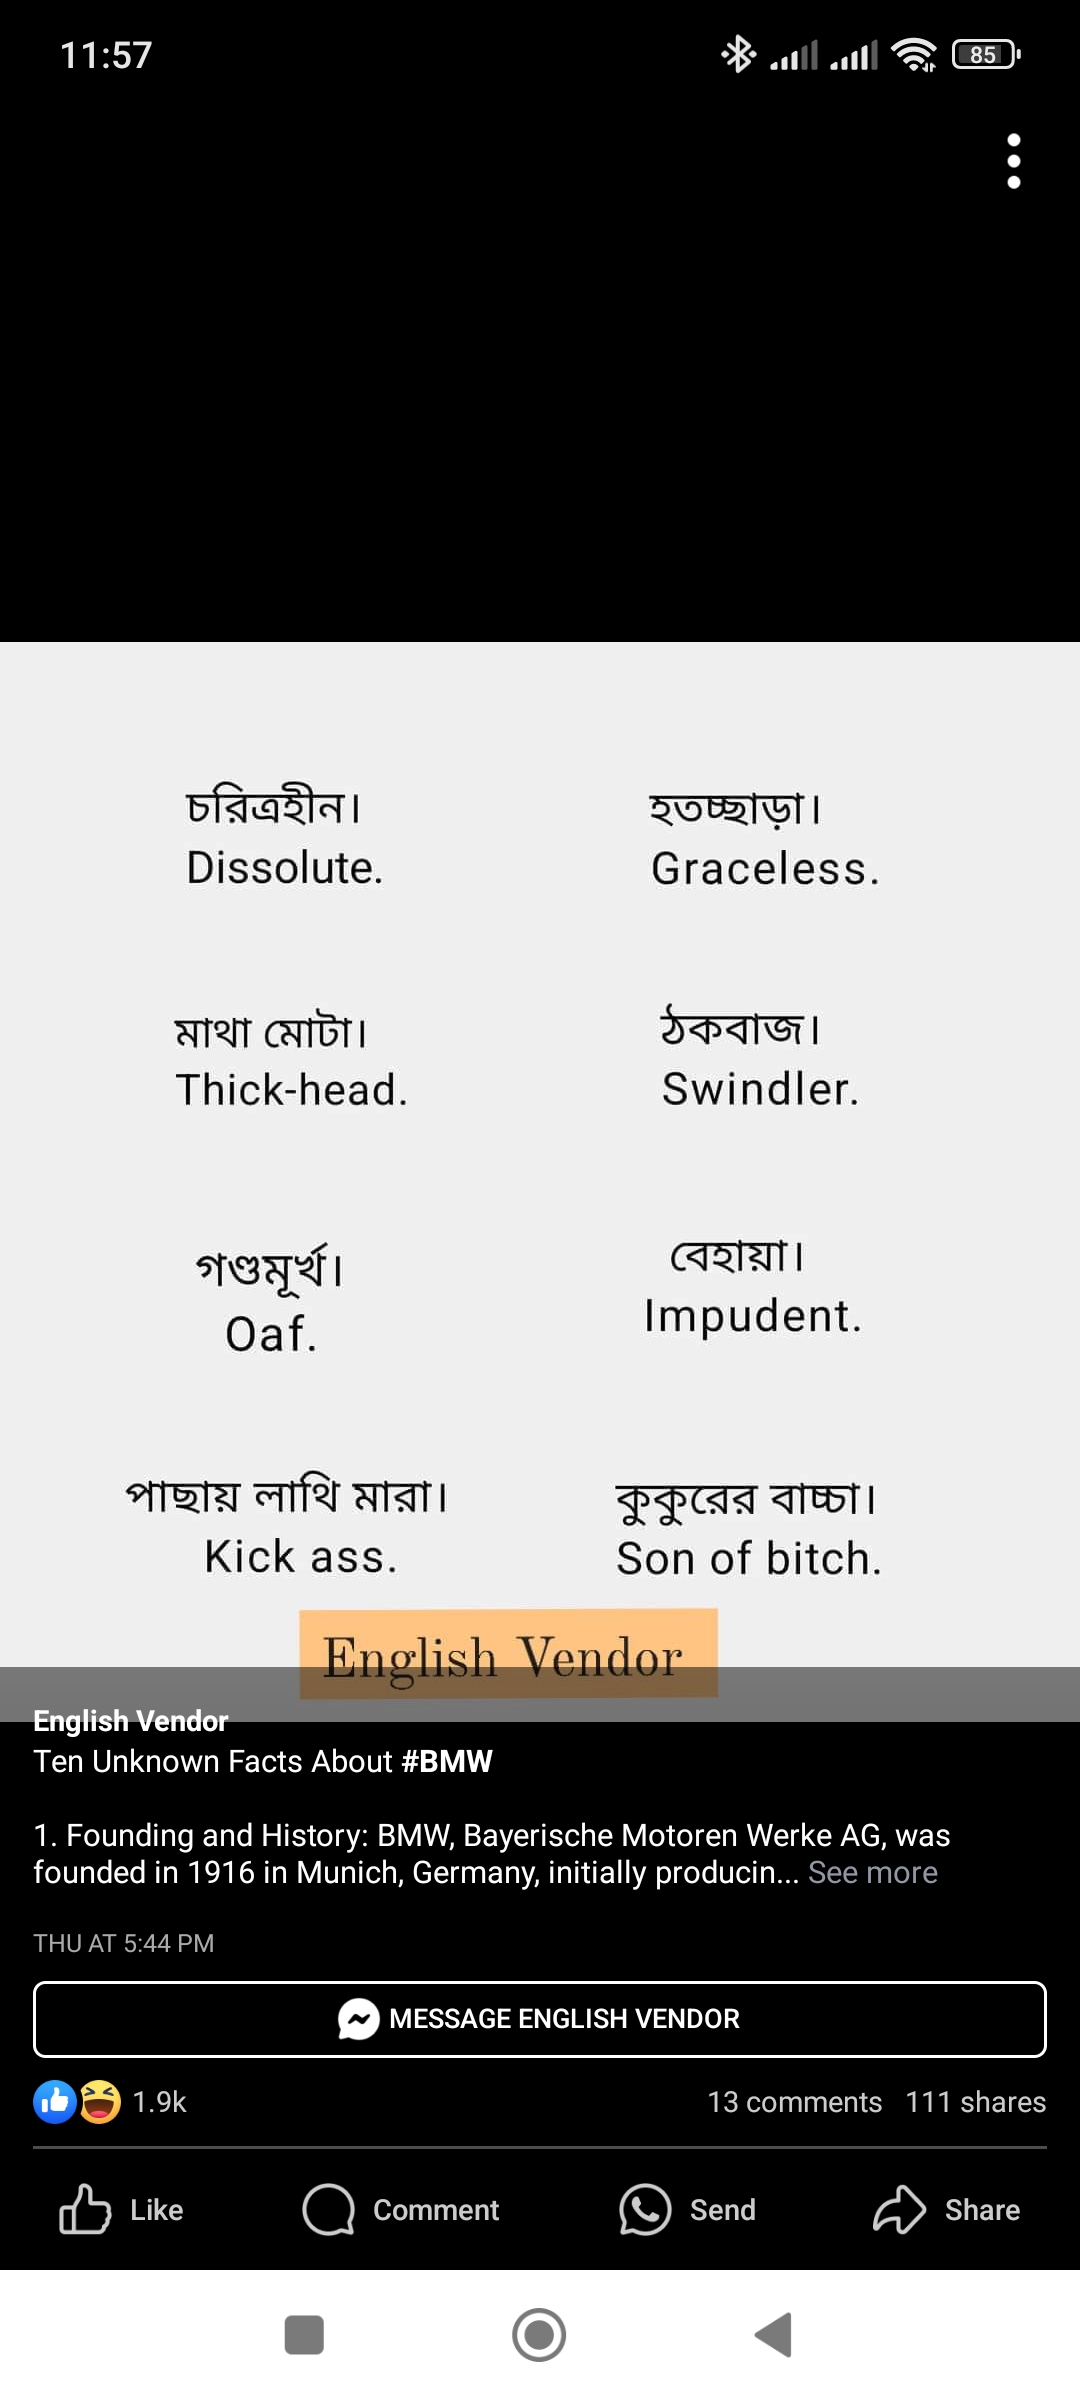 11:57
85
চরিত্রহীন।
Dissolute.
হতচ্ছাড়া।
Graceless.
মাথা মোটা।
Thick-head.
ঠকবাজ।
Swindler.
গণ্ডমূর্খ।
Oaf.
বেহায়া।
Impudent.
পাছায় লাথি মারা।
Kick ass.
কুকুরের বাচ্চা।
Son of bitch.
English Vendor
English Vendor
Ten Unknown Facts About #BMW
1. Founding and History: BMW, Bayerische Motoren Werke AG, was
founded in 1916 in Munich, Germany, initially producin... See more
THU AT 5:44 PM
MESSAGE ENGLISH VENDOR
1.9k
13 comments 111 shares
Like Comment Send Share